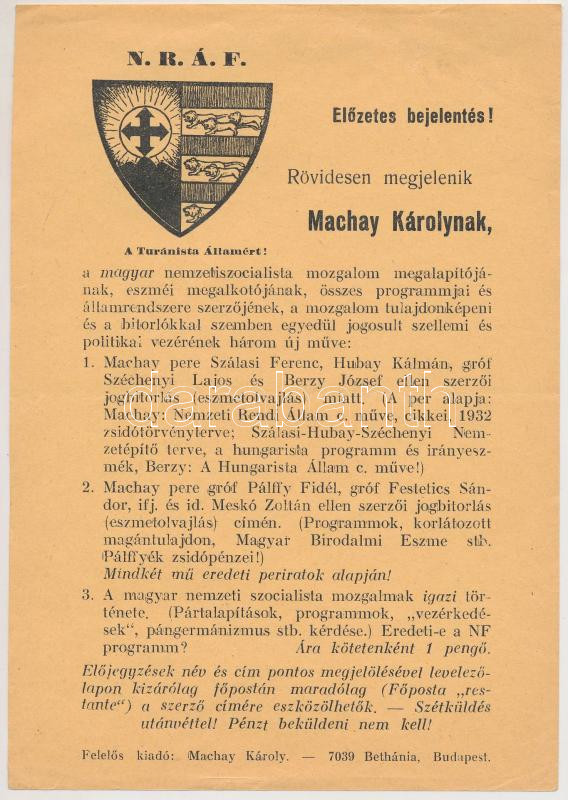 N. R. Á. F.
Előzetes bejelentés!
Rövidesen megjelenik
Machay Károlynak,
A Turánista Államért!
a magyar nemzetiszocialista mozgalom megalapítójá-
nak, eszméi megalkotójának, összes programmjai és
államrendszere szerzőjének, a mozgalom tulajdonképeni
és a bitorlókkal szemben egyedül jogosult szellemi és
politikai vezérének három új műve:
1. Machay pere Szálasi Ferenc, Hubay Kálmán, gróf
Széchenyi Lajos és Berzy József ellen szerzői
jogbitorlás (eszmetolvajlás) miatt. (A per alapja:
Machay: Nemzeti Rendi Állam c. műve, cikkei, 1932
zsidótörvényterve; Szálasi-Hubay-Széchenyi Nem-
zetépítő terve, a hungarista programm és irányesz-
mék, Berzy: A Hungarista Állam c. műve!)
2. Machay pere gróf Pálffy Fidél, gróf Festetics Sán-
dor, ifj. és id. Meskó Zoltán ellen szerzői jogbitorlás
(eszmetolvajlás) címén. (Programmok, korlátozott
magántulajdon, Magyar Birodalmi Eszme stb.
Pálffyék zsidópénzei!)
Mindkét mű eredeti periratok alapján!
3. A magyar nemzeti szocialista mozgalmak igazi tör-
ténete. (Pártalapítások, programmok, „vezérkedé-
sek", pángermánizmus stb. kérdése.) Eredeti-e a NF
programm? Ára kötetenként 1 pengő.
Előjegyzések név és cím pontos megjelölésével levelező-
lapon kizárólag főpostán maradólag (Főposta „res-
tante") a szerző címére eszközölhetők. — Szétküldés
utánvéttel! Pénzt beküldeni nem kell!
Felelős kiadó: Machay Károly. — 7039 Bethánia, Budapest.
darabanth